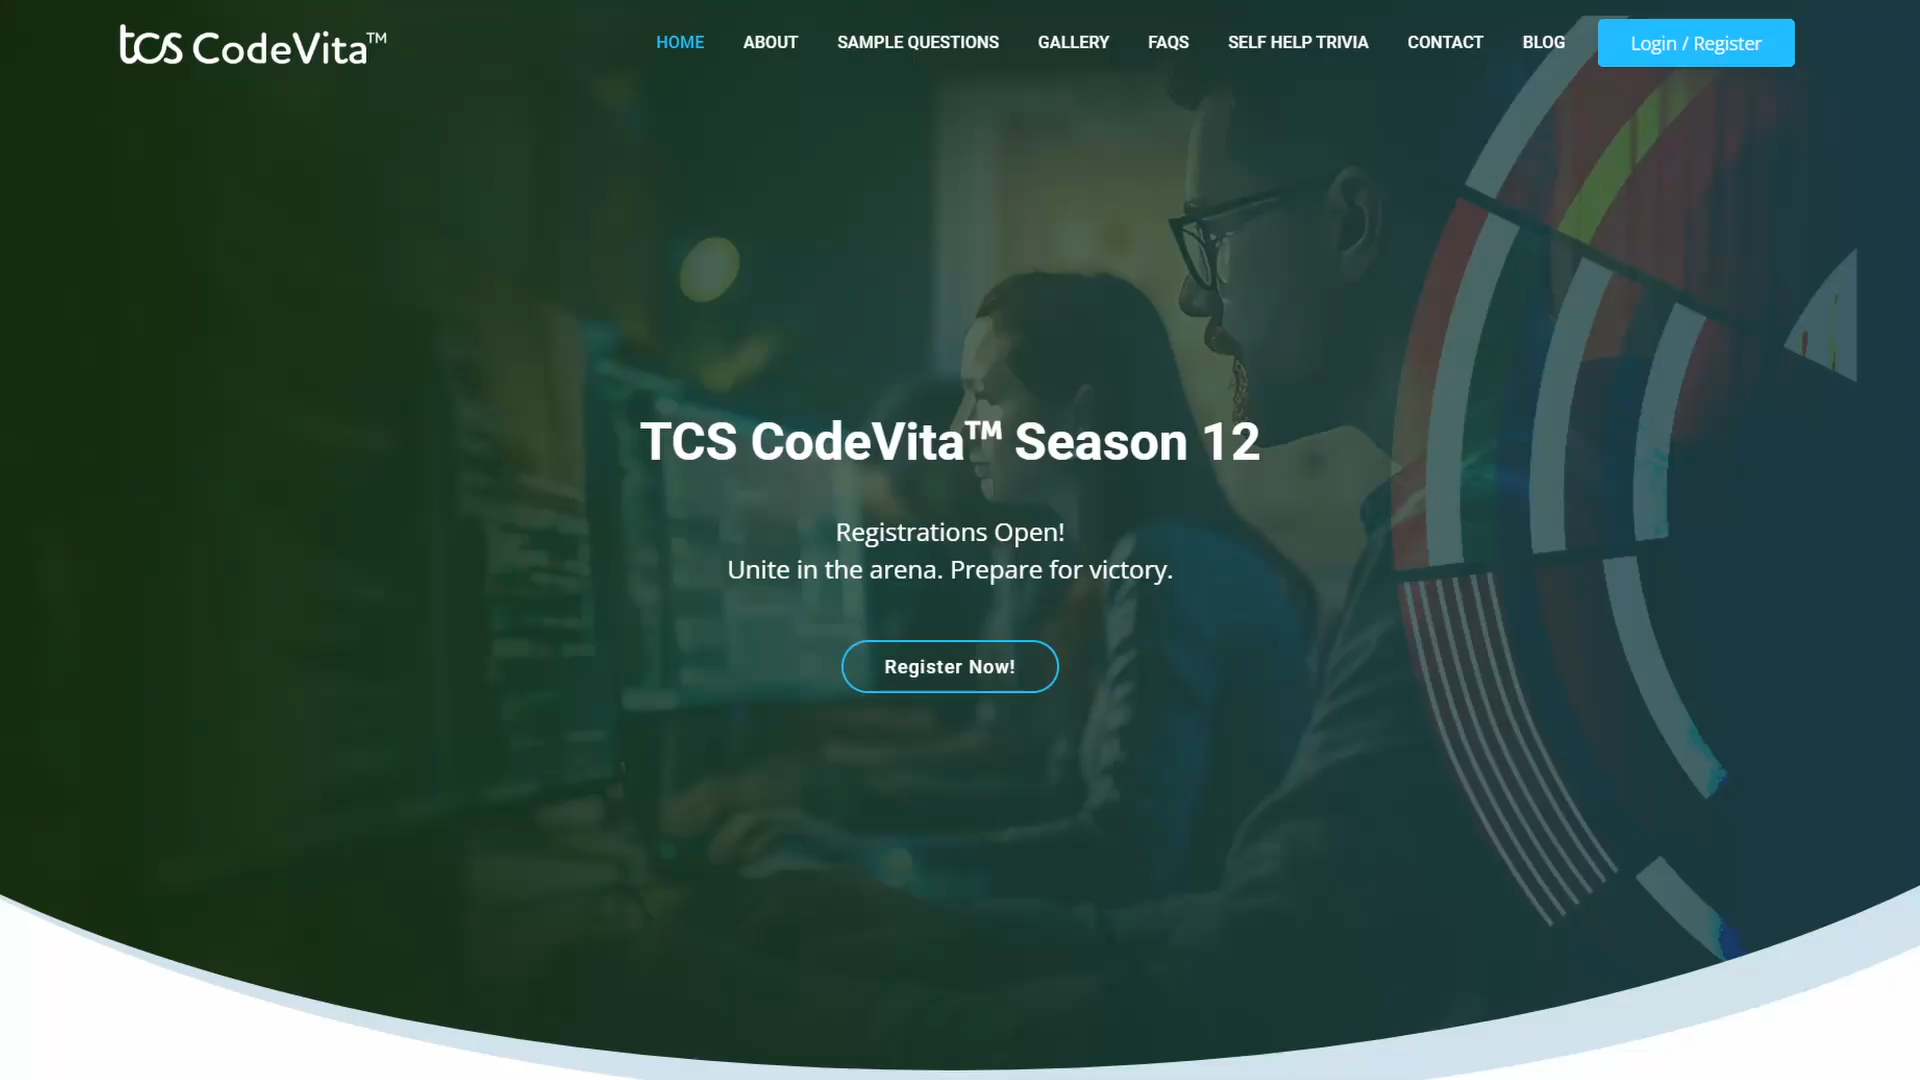 tcs CodeVita™
HOME ABOUT SAMPLE QUESTIONS GALLERY FAQS SELF HELP TRIVIA CONTACT BLOG Login / Register
TCS CodeVita™ Season 12
Registrations Open!
Unite in the arena. Prepare for victory.
Register Now!